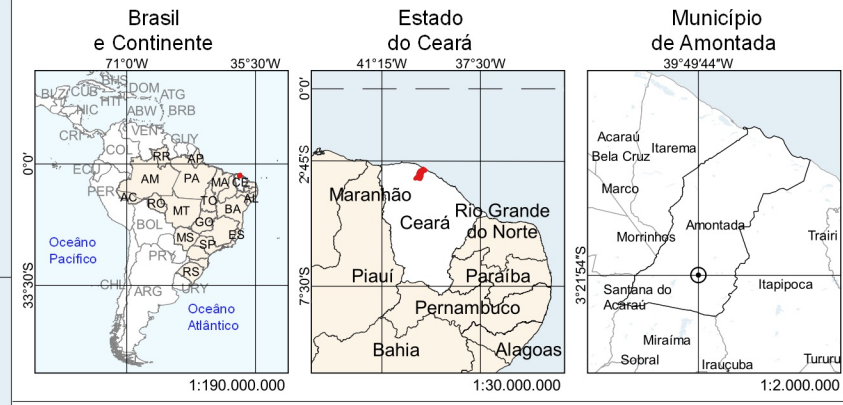 Brasil
e Continente
71°0'W
35°30'W
0°0'
33°30'S
BHS
BLZ
CUB
DOM
ATG
HTI
NIC
ABW
BRB
CRI
VEN
GUY
COL
RR
AP
ECU
AM
PA
MA
CE
PER
AC
RO
TO
AL
MT
BA
BOL
GO
MS
ES
SP
PRY
RS
CHL
ARG
URY
Oceâno
Pacífico
Oceâno
Atlântico
1:190.000.000
Estado
do Ceará
41°15'W
37°30'W
0°0'
2°45'S
7°30'S
Maranhão
Ceará
Rio Grande
do Norte
Piauí
Paraíba
Pernambuco
Bahia
Alagoas
1:30.000.000
Município
de Amontada
39°49'44"W
3°21'54"S
Acaraú
Itarema
Bela Cruz
Marco
Amontada
Morrinhos
Trairi
Santana do
Acaraú
Itapipoca
Miraíma
Sobral
Irauçuba
Tururu
1:2.000.000